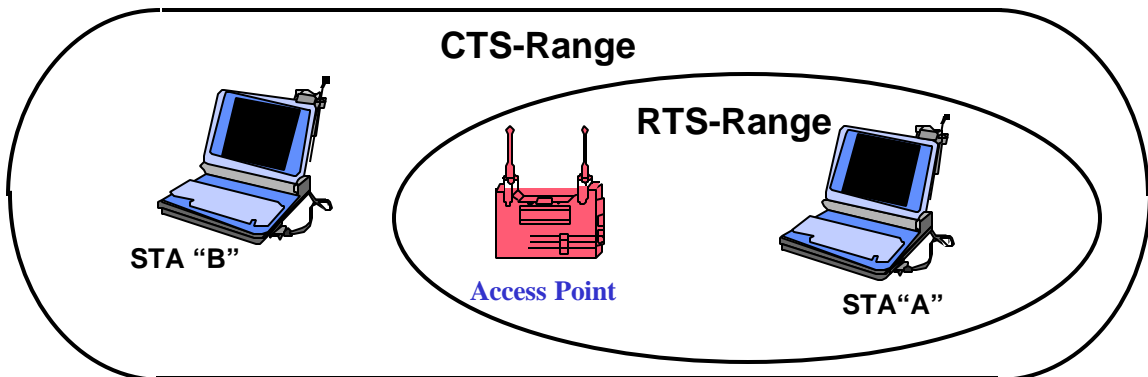 CTS-Range
RTS-Range
STA “B”
Access Point
STA“A”